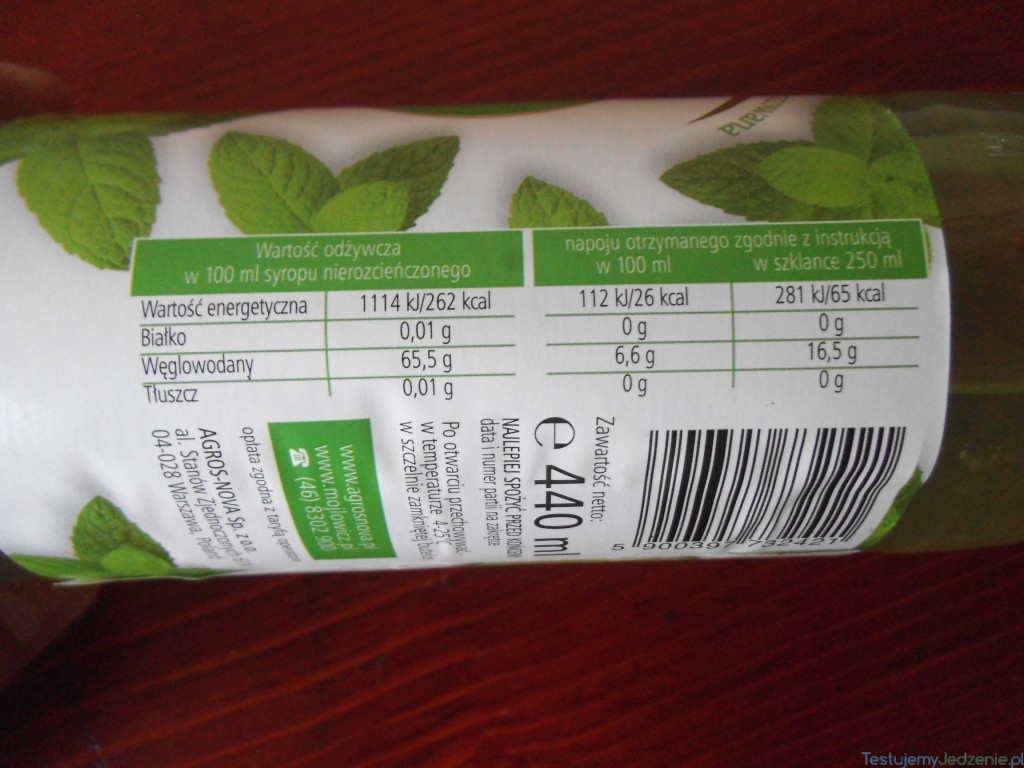 Wartość odżywcza
w 100 ml syropu nierozcieńczonego
napoju otrzymanego zgodnie z instrukcją
w 100 ml w szklance 250 ml
Wartość energetyczna 1114 kJ/262 kcal 112 kJ/26 kcal 281 kJ/65 kcal
Białko 0,01 g 0 g 0 g
Węglowodany 65,5 g 6,6 g 16,5 g
Tłuszcz 0,01 g 0 g 0 g
Zawartość netto:
e 440 ml
NAJLEPIEJ SPOŻYĆ PRZED
data i numer partii na zakrętce
Po otwarciu przechowywać
w temperaturze 4-25°C
w szczelnie zamkniętej
www.agrosnova.pl
www.mojlowicz.pl
☎ (46) 8302 900
opłata zgodna z taryfą operatora
AGROS-NOVA Sp. z o.o.
al. Stanów Zjednoczonych
04-028 Warszawa, Poland
TestujemyJedzenie.pl